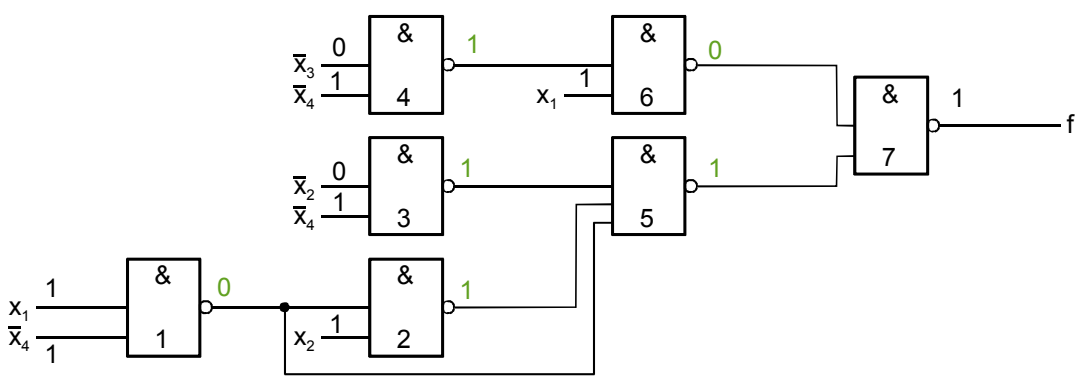 & &
0 1 0
x̄₃ 1 1 & 1
x̄₄ 4 x₁ 6 f
& & 7
0 1 1
x̄₂ 1
x̄₄ 3 5
& &
1 0 1
x₁ 1
x̄₄ 1 x₂ 2
1